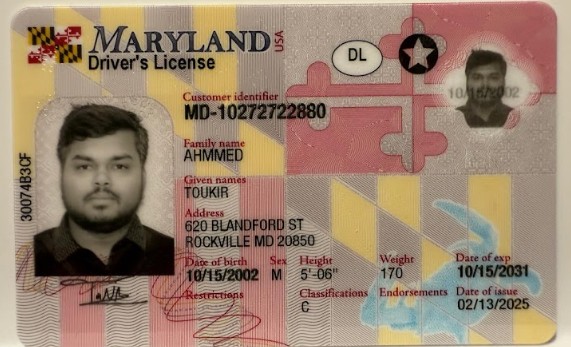 MARYLAND USA
Driver's License
DL
10/15/2002
Customer identifier
MD-10272722880
Family name
AHMMED
Given names
TOUKIR
Address
620 BLANDFORD ST
ROCKVILLE MD 20850
Date of birth Sex Height Weight Date of exp
10/15/2002 M 5'-06" 170 10/15/2031
Restrictions Classifications Endorsements Date of issue
C 02/13/2025
30074B3CF